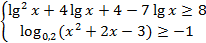 { lg² x + 4 lg x + 4 − 7 lg x ≥ 8
log₀,₂ (x² + 2x − 3) ≥ −1